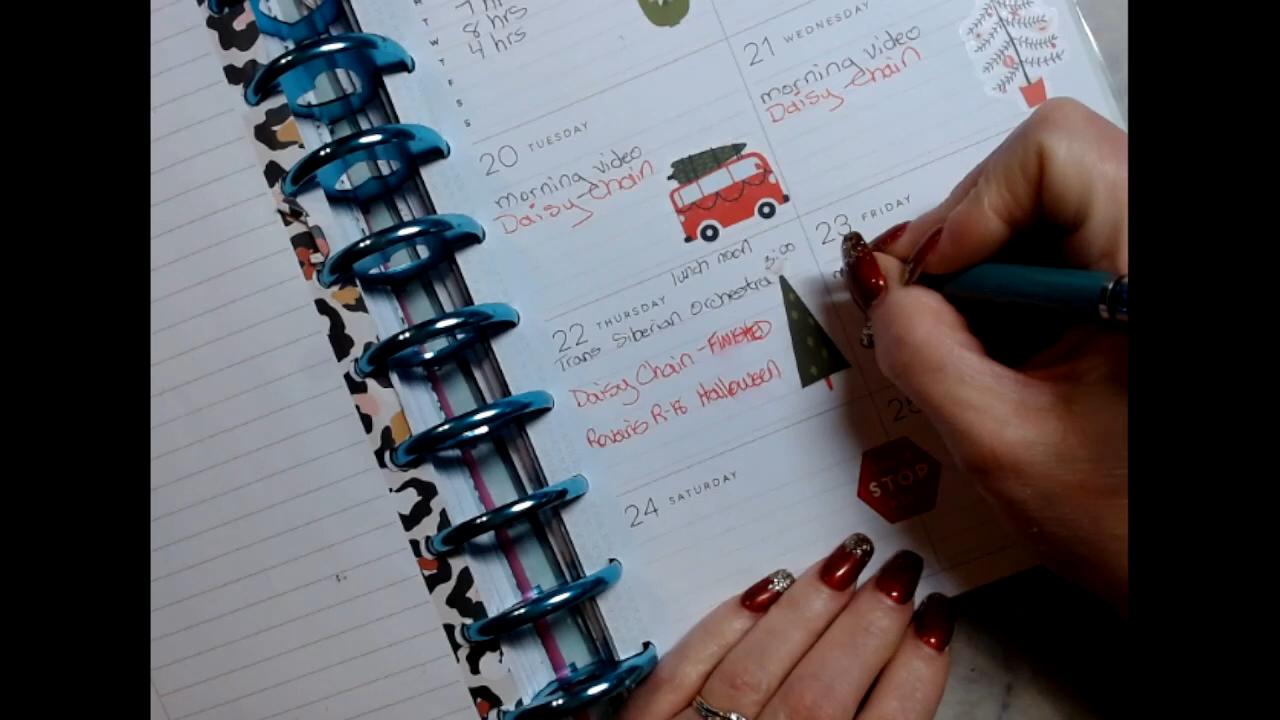 T
W
T
F
S
S
8 hrs
4 hrs
20 TUESDAY
morning video
Daisy Chain
21 WEDNESDAY
morning video
Daisy Chain
22 THURSDAY
lunch noon
Trans Siberian Orchestra 3:00
Daisy Chain - FINISHED
Halloween
23 FRIDAY
24 SATURDAY
STOP